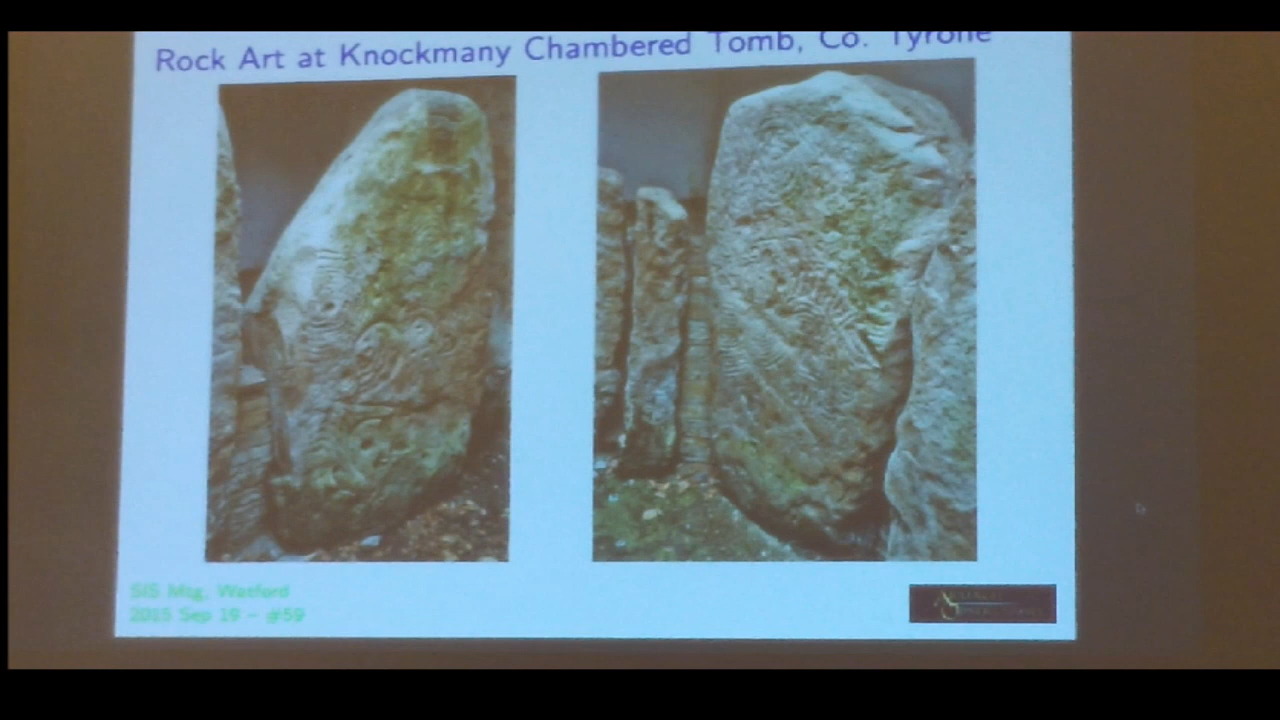 Rock Art at Knockmany Chambered Tomb, Co. Tyrone
SIS Mtg, Watford
2015 Sep 19 - #59